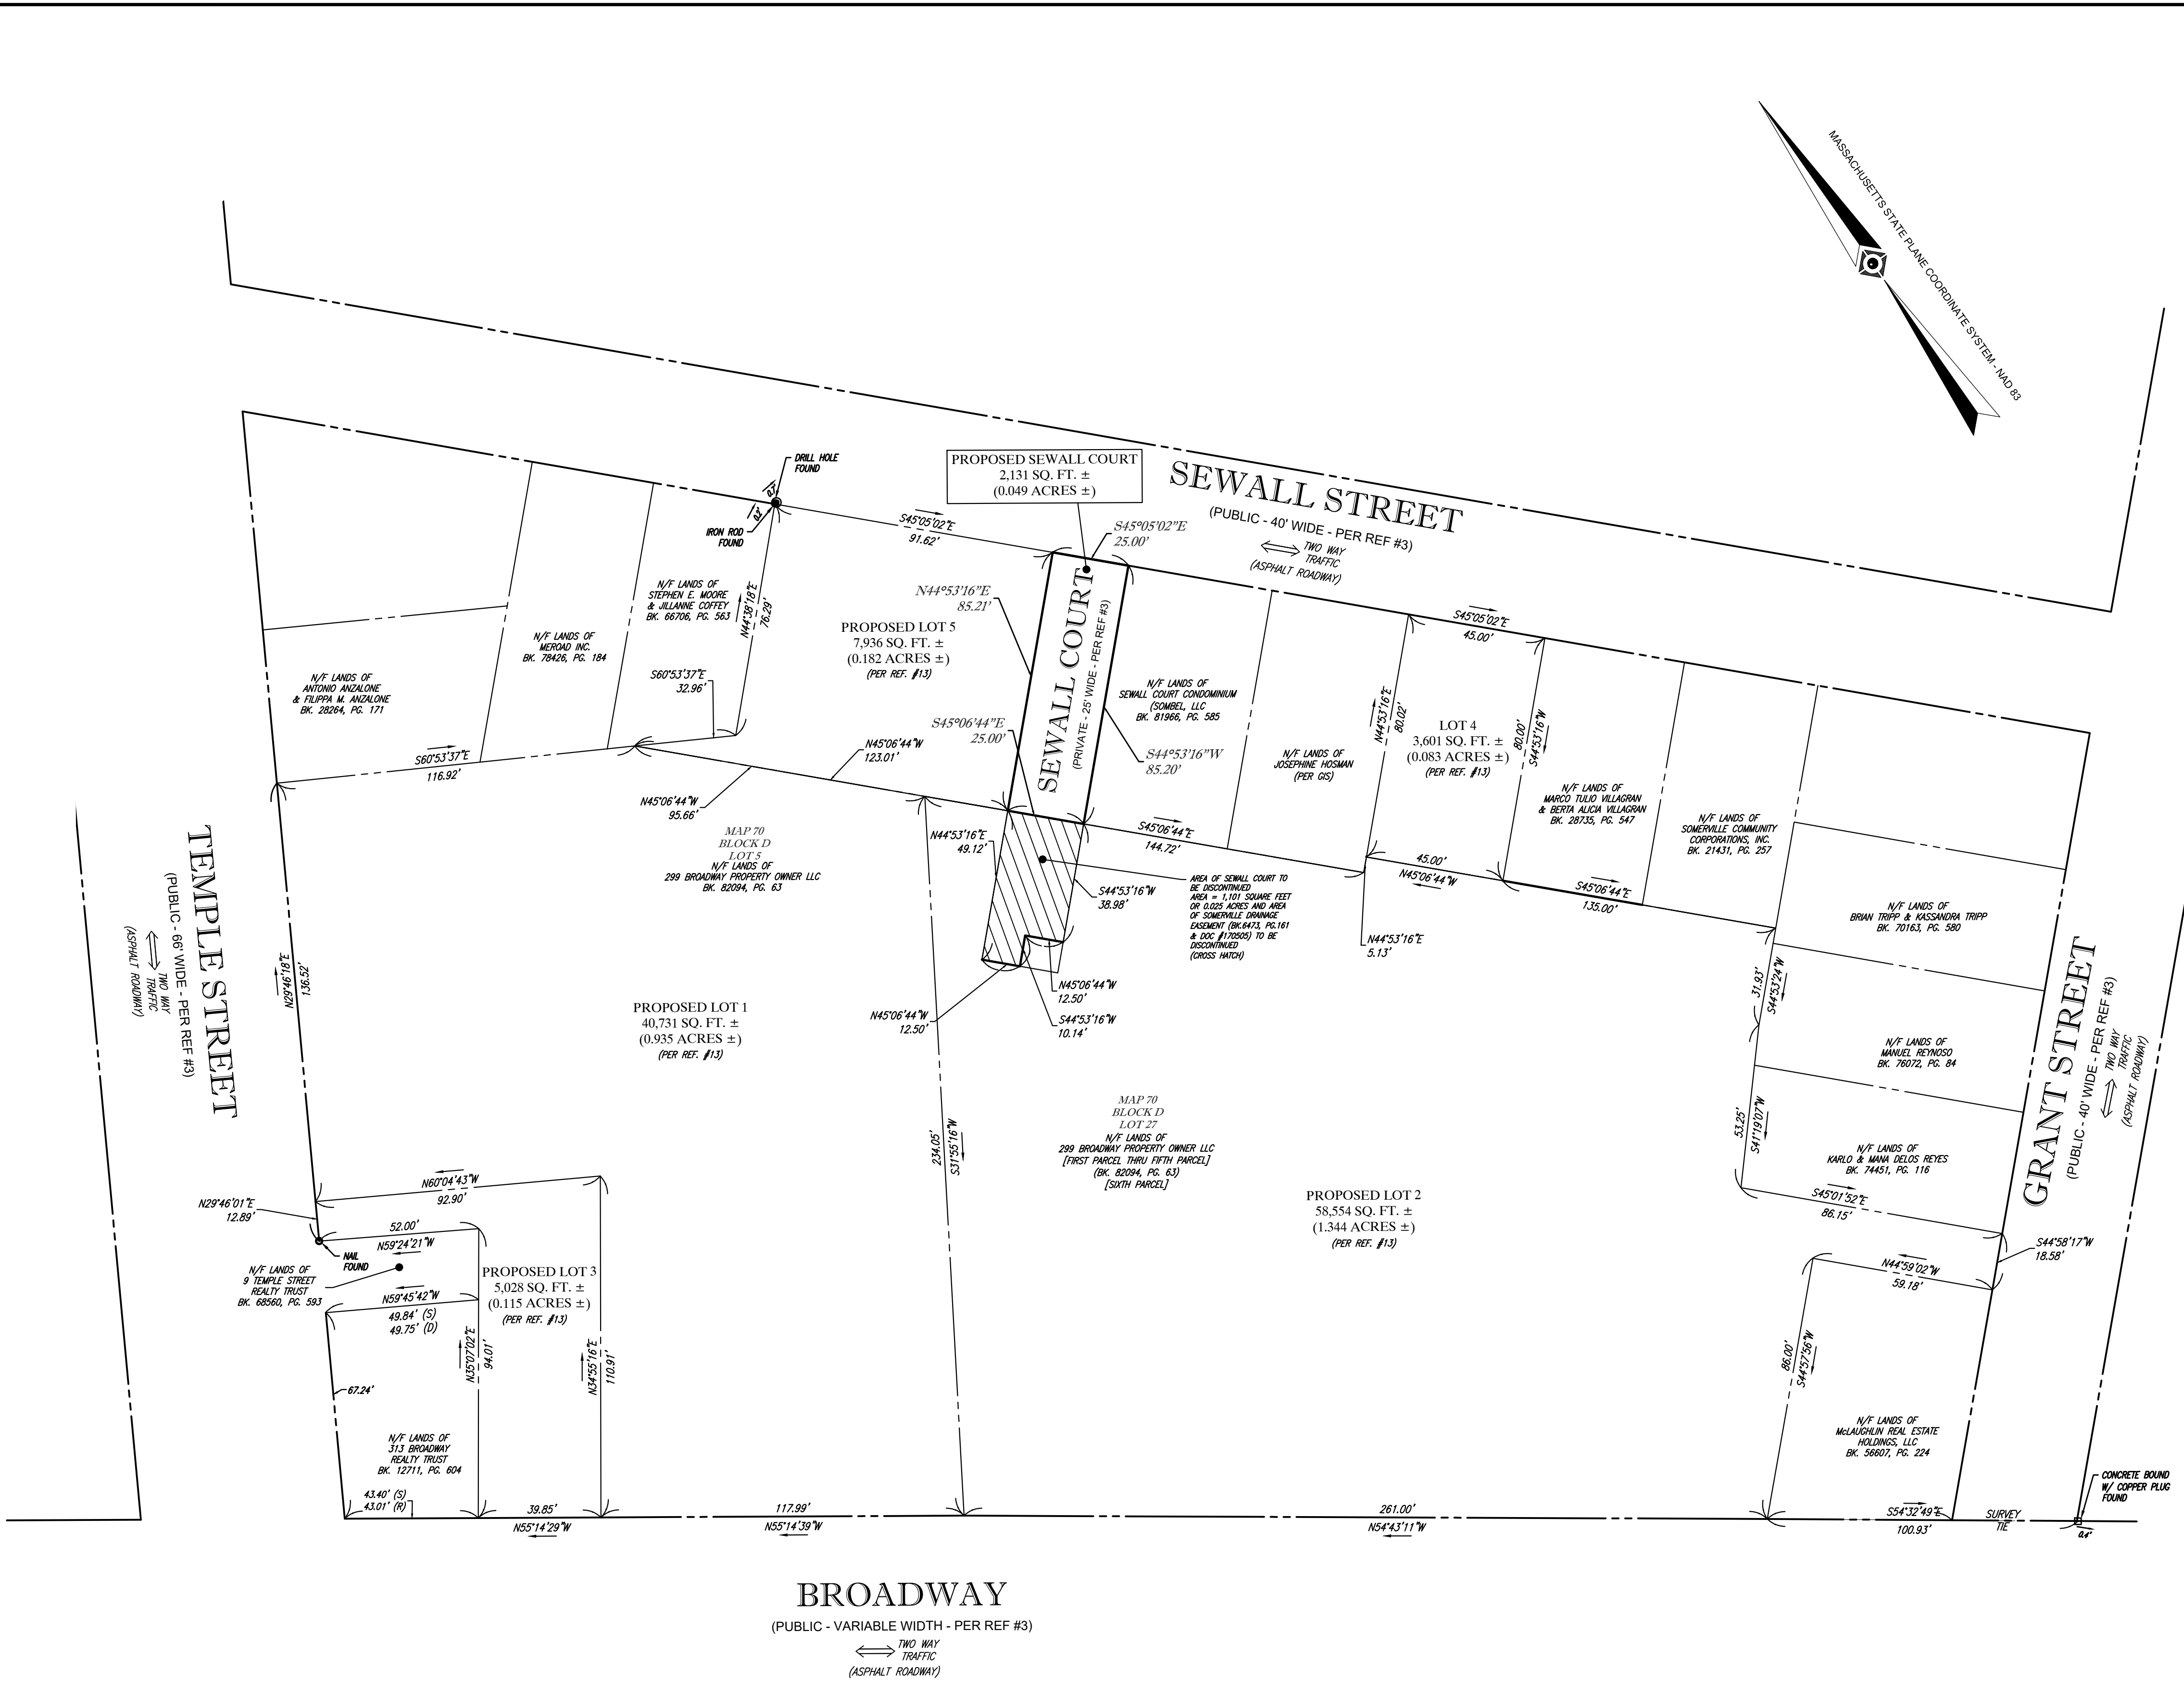 MASSACHUSETTS STATE PLANE COORDINATE SYSTEM - NAD 83
DRILL HOLE
FOUND
0.2'
IRON ROD
FOUND
PROPOSED SEWALL COURT
2,131 SQ. FT. ±
(0.049 ACRES ±)
SEWALL STREET
(PUBLIC - 40' WIDE - PER REF #3)
TWO WAY
TRAFFIC
(ASPHALT ROADWAY)
S45°05'02"E
91.62'
S45°05'02"E
25.00'
S45°05'02"E
45.00'
N/F LANDS OF
ANTONIO ANZALONE
& FILIPPA M. ANZALONE
BK. 28264, PG. 171
N/F LANDS OF
MEROAD INC.
BK. 78426, PG. 184
N/F LANDS OF
STEPHEN E. MOORE
& JILLANNE COFFEY
BK. 66706, PG. 563
N44°38'18"E
76.29'
S60°53'37"E
32.96'
S60°53'37"E
116.92'
PROPOSED LOT 5
7,936 SQ. FT. ±
(0.182 ACRES ±)
(PER REF. #13)
N44°53'16"E
85.21'
S45°06'44"E
25.00'
N45°06'44"W
123.01'
N45°06'44"W
95.66'
SEWALL COURT
(PRIVATE - 25' WIDE - PER REF #3)
N/F LANDS OF
SEWALL COURT CONDOMINIUM
(SOMBEL, LLC
BK. 81966, PG. 585
S44°53'16"W
85.20'
N/F LANDS OF
JOSEPHINE HOSMAN
(PER GIS)
N44°53'16"E
80.02'
LOT 4
3,601 SQ. FT. ±
(0.083 ACRES ±)
(PER REF. #13)
80.00'
S44°53'16"W
N/F LANDS OF
MARCO TULIO VILLAGRAN
& BERTA ALICIA VILLAGRAN
BK. 28735, PG. 547
N/F LANDS OF
SOMERVILLE COMMUNITY
CORPORATIONS, INC.
BK. 21431, PG. 257
N/F LANDS OF
BRIAN TRIPP & KASSANDRA TRIPP
BK. 70163, PG. 580
N/F LANDS OF
MANUEL REYNOSO
BK. 76072, PG. 84
N/F LANDS OF
KARLO & MANA DELOS REYES
BK. 74451, PG. 116
MAP 70
BLOCK D
LOT 5
N/F LANDS OF
299 BROADWAY PROPERTY OWNER LLC
BK. 82094, PG. 63
N44°53'16"E
49.12'
S44°53'16"W
38.98'
S45°06'44"E
144.72'
AREA OF SEWALL COURT TO
BE DISCONTINUED
AREA = 1,101 SQUARE FEET
OR 0.025 ACRES AND AREA
OF SOMERVILLE DRAINAGE
EASEMENT (BK.6473, PG.161
& DOC #170505) TO BE
DISCONTINUED
(CROSS HATCH)
45.00'
N45°06'44"W
S45°06'44"E
135.00'
N44°53'16"E
5.13'
N45°06'44"W
12.50'
S44°53'16"W
10.14'
N45°06'44"W
12.50'
31.93'
S44°53'24"W
53.25'
S41°19'07"W
S45°01'52"E
86.15'
GRANT STREET
(PUBLIC - 40' WIDE - PER REF #3)
TWO WAY
TRAFFIC
(ASPHALT ROADWAY)
TEMPLE STREET
(PUBLIC - 66' WIDE - PER REF #3)
TWO WAY
TRAFFIC
(ASPHALT ROADWAY)
N29°46'18"E
136.52'
PROPOSED LOT 1
40,731 SQ. FT. ±
(0.935 ACRES ±)
(PER REF. #13)
234.05'
S31°55'16"W
MAP 70
BLOCK D
LOT 27
N/F LANDS OF
299 BROADWAY PROPERTY OWNER LLC
[FIRST PARCEL THRU FIFTH PARCEL]
(BK. 82094, PG. 63)
[SIXTH PARCEL]
PROPOSED LOT 2
58,554 SQ. FT. ±
(1.344 ACRES ±)
(PER REF. #13)
N29°46'01"E
12.89'
N60°04'43"W
92.90'
52.00'
N59°24'21"W
NAIL
FOUND
N/F LANDS OF
9 TEMPLE STREET
REALTY TRUST
BK. 68560, PG. 593
N59°45'42"W
49.84' (S)
49.75' (D)
PROPOSED LOT 3
5,028 SQ. FT. ±
(0.115 ACRES ±)
(PER REF. #13)
N35°07'02"E
94.01'
N34°55'16"E
110.91'
67.24'
N/F LANDS OF
313 BROADWAY
REALTY TRUST
BK. 12711, PG. 604
43.40' (S)
43.01' (R)
S44°58'17"W
18.58'
N44°59'02"W
59.18'
86.00'
S44°57'56"W
N/F LANDS OF
McLAUGHLIN REAL ESTATE
HOLDINGS, LLC
BK. 56607, PG. 224
CONCRETE BOUND
W/ COPPER PLUG
FOUND
0.4'
39.85'
N55°14'29"W
117.99'
N55°14'39"W
261.00'
N54°43'11"W
S54°32'49"E
100.93'
SURVEY
TIE
BROADWAY
(PUBLIC - VARIABLE WIDTH - PER REF #3)
TWO WAY
TRAFFIC
(ASPHALT ROADWAY)